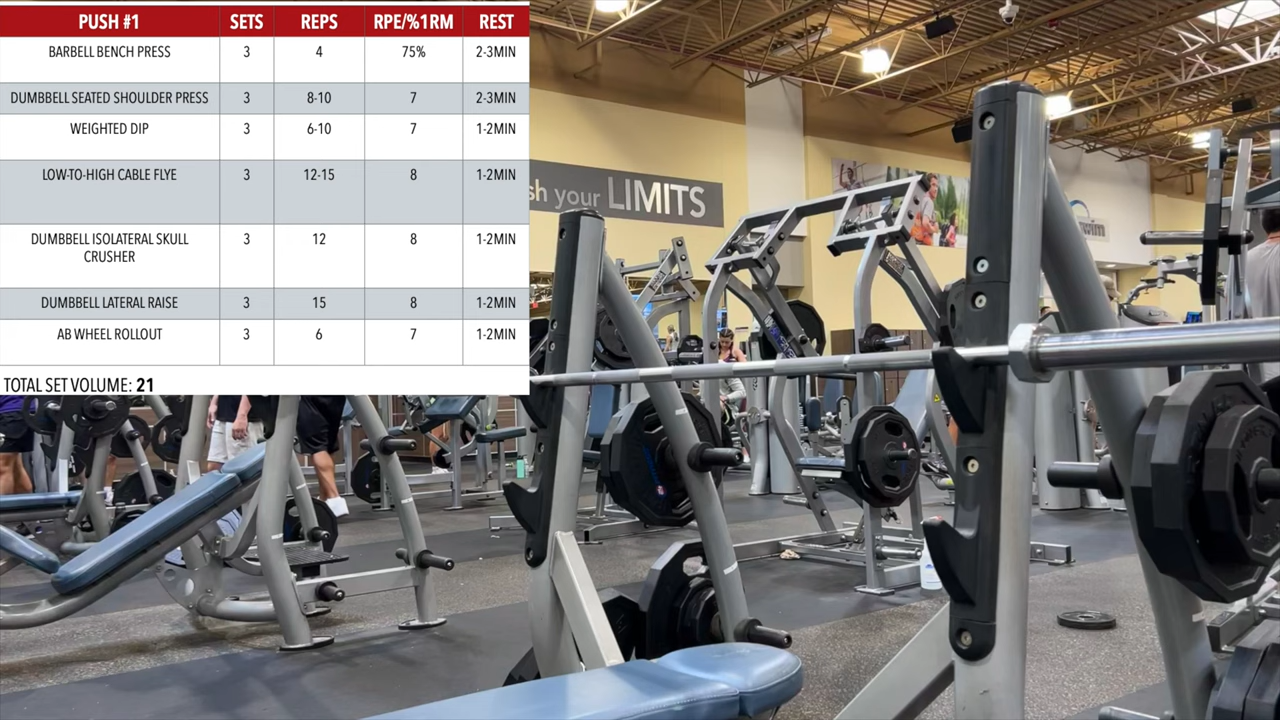 PUSH #1 SETS REPS RPE/%1RM REST
BARBELL BENCH PRESS 3 4 75% 2-3MIN
DUMBBELL SEATED SHOULDER PRESS 3 8-10 7 2-3MIN
WEIGHTED DIP 3 6-10 7 1-2MIN
LOW-TO-HIGH CABLE FLYE 3 12-15 8 1-2MIN
DUMBBELL ISOLATERAL SKULL 3 12 8 1-2MIN
CRUSHER
DUMBBELL LATERAL RAISE 3 15 8 1-2MIN
AB WHEEL ROLLOUT 3 6 7 1-2MIN
TOTAL SET VOLUME: 21
sh your LIMITS
swim